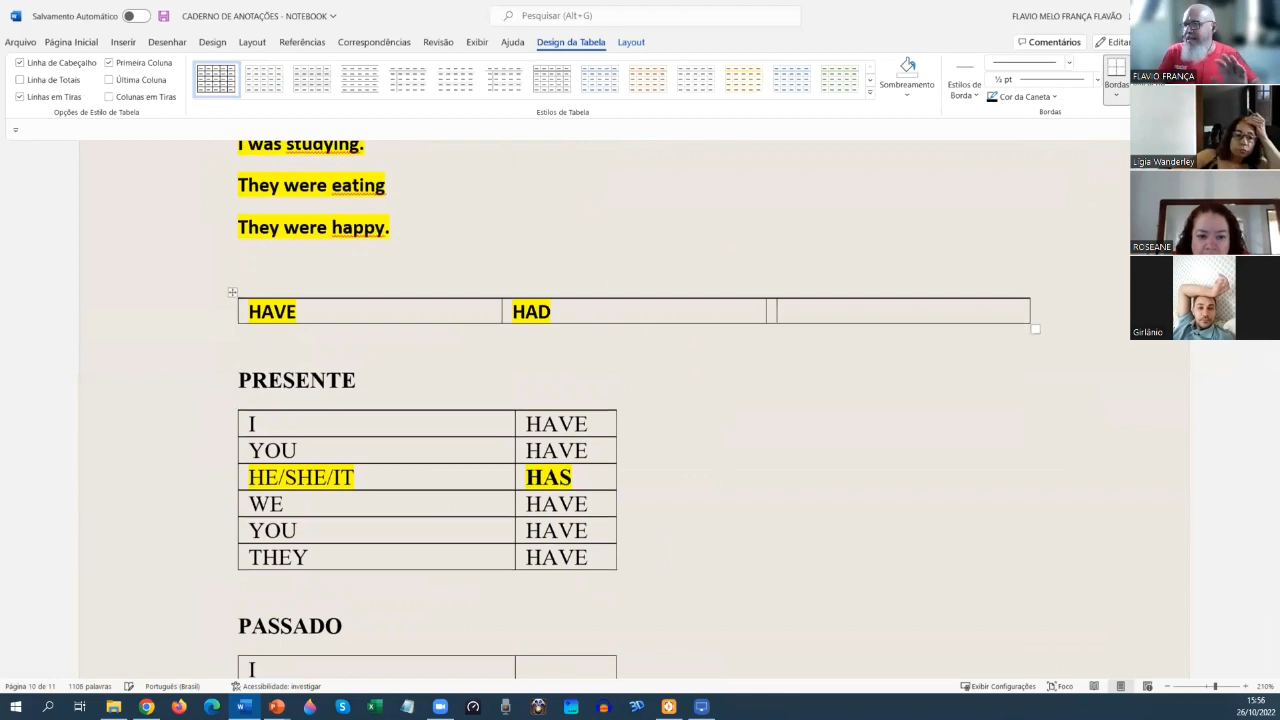 Salvamento Automático
CADERNO DE ANOTAÇÕES - NOTEBOOK
Pesquisar (Alt+G)
FLAVIO MELO FRANÇA FLAVÃO
Arquivo Página Inicial Inserir Desenhar Design Layout Referências Correspondências Revisão Exibir Ajuda Design da Tabela Layout
Comentários
Editar
Linha de Cabeçalho
Primeira Coluna
Linha de Totais
Última Coluna
Linhas em Tiras
Colunas em Tiras
Opções de Estilo de Tabela
Estilos de Tabela
Sombreamento
Estilos de Borda
½ pt
Cor da Caneta
Bordas
Bordas
FLAVIO FRANÇA
Lígia Wanderley
ROSEANE
Girlânio
I was studying.
They were eating
They were happy.
HAVE HAD
PRESENTE
I HAVE
YOU HAVE
HE/SHE/IT HAS
WE HAVE
YOU HAVE
THEY HAVE
PASSADO
I
Página 10 de 11 1106 palavras Português (Brasil) Acessibilidade: investigar
Exibir Configurações Foco
210%
15:56
26/10/2022